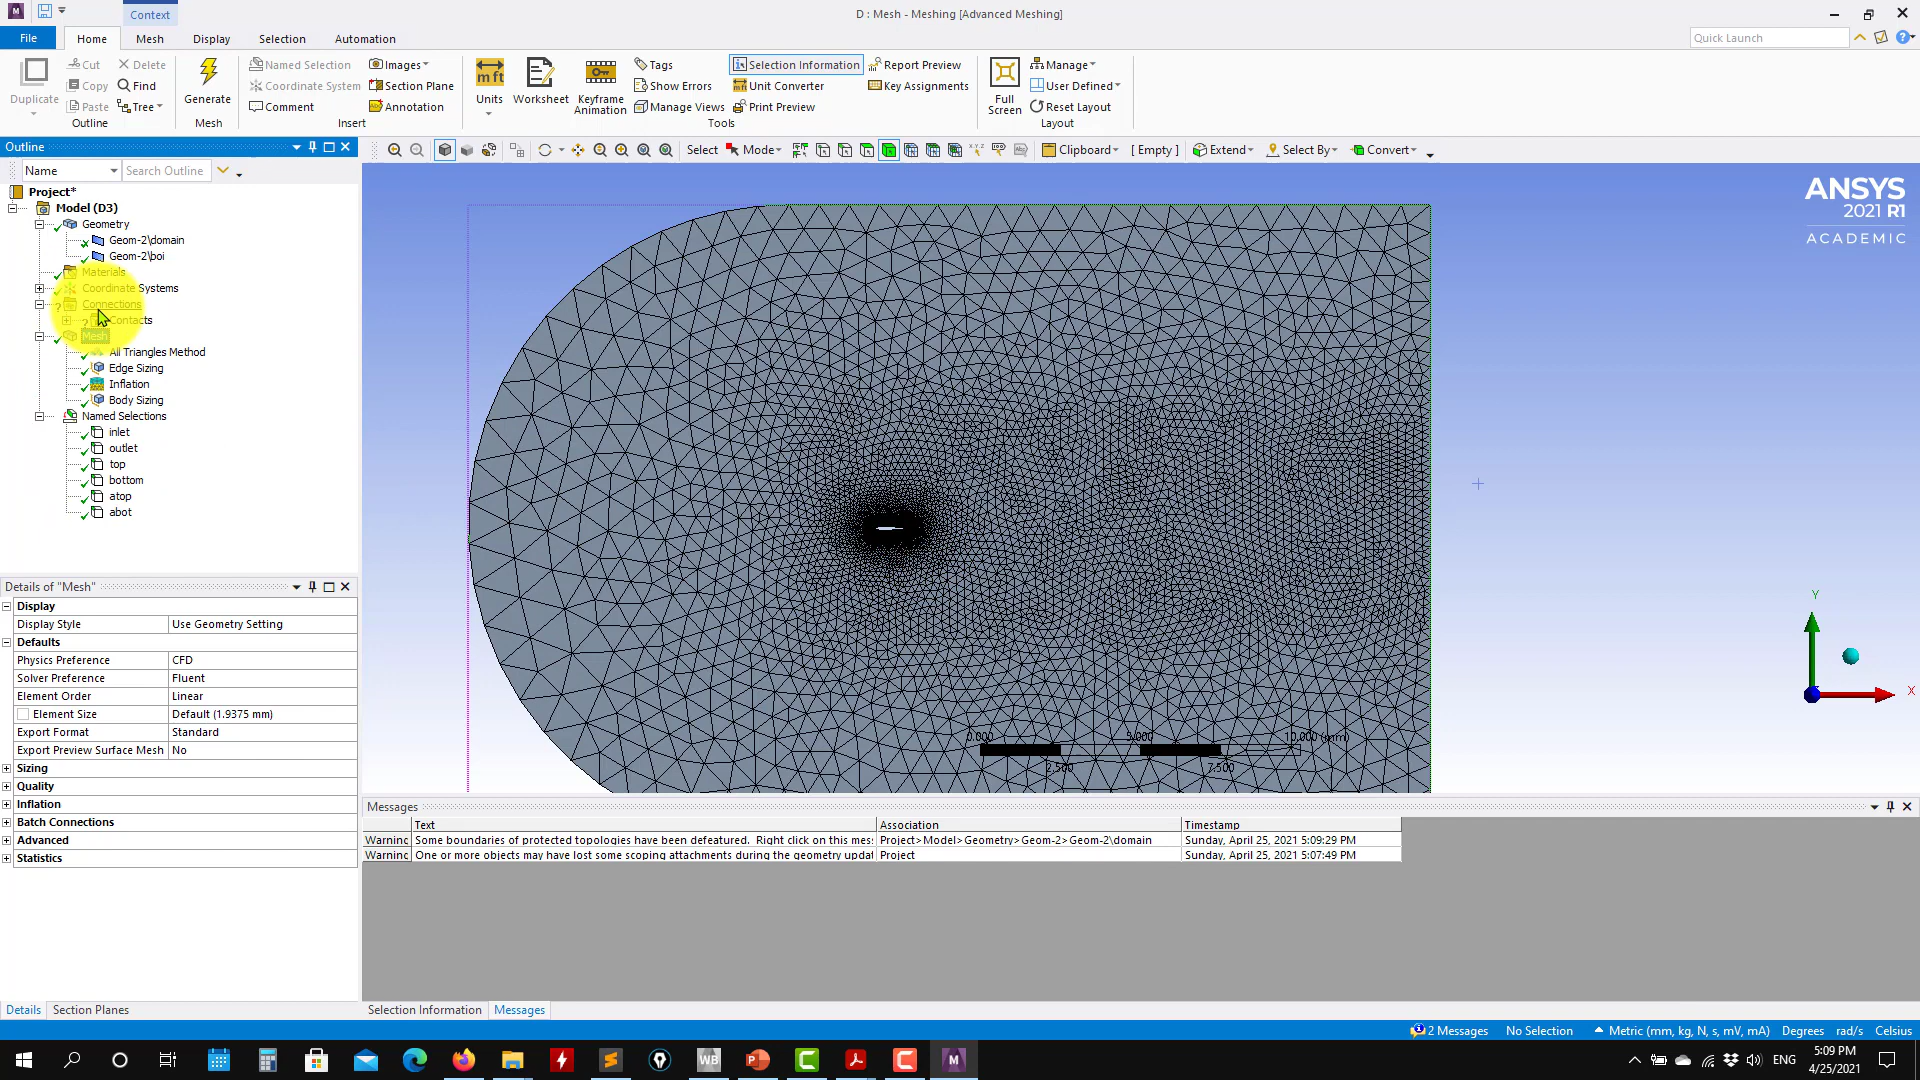 Context
D : Mesh - Meshing [Advanced Meshing]
File
Home
Mesh
Display
Selection
Automation
Quick Launch
Duplicate
Cut
Copy
Paste
Delete
Find
Tree
Outline
Generate
Mesh
Named Selection
Coordinate System
Comment
Images
Section Plane
Annotation
Insert
Units
Worksheet
Keyframe
Animation
Tags
Show Errors
Manage Views
Selection Information
Unit Converter
Print Preview
Report Preview
Key Assignments
Tools
Full
Screen
Manage
User Defined
Reset Layout
Layout
Outline
Name
Search Outline
Select
Mode
Clipboard
[ Empty ]
Extend
Select By
Convert
Project*
Model (D3)
Geometry
Geom-2\domain
Geom-2\boi
Materials
Coordinate Systems
Connections
Contacts
Mesh
All Triangles Method
Edge Sizing
Inflation
Body Sizing
Named Selections
inlet
outlet
top
bottom
atop
abot
ANSYS
2021 R1
ACADEMIC
Y
X
0.000
5.000
10.000 (mm)
2.500
7.500
Details of "Mesh"
Display
Display Style Use Geometry Setting
Defaults
Physics Preference CFD
Solver Preference Fluent
Element Order Linear
Element Size Default (1.9375 mm)
Export Format Standard
Export Preview Surface Mesh No
Sizing
Quality
Inflation
Batch Connections
Advanced
Statistics
Messages
Text Association Timestamp
Warninc Some boundaries of protected topologies have been defeatured. Right click on this mes: Project>Model>Geometry>Geom-2>Geom-2\domain Sunday, April 25, 2021 5:09:29 PM
Warninc One or more objects may have lost some scoping attachments during the geometry updat Project Sunday, April 25, 2021 5:07:49 PM
Details
Section Planes
Selection Information
Messages
2 Messages
No Selection
Metric (mm, kg, N, s, mV, mA)
Degrees
rad/s
Celsius
ENG
5:09 PM
4/25/2021